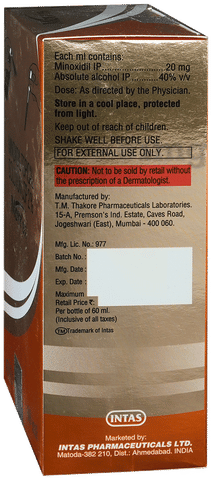 Each ml contains:
Minoxidil IP..................... 20 mg
Absolute alcohol IP ........... 40% v/v
Dose: As directed by the Physician.
Store in a cool place, protected
from light.
Keep out of reach of children.
SHAKE WELL BEFORE USE.
FOR EXTERNAL USE ONLY.
CAUTION: Not to be sold by retail without
the prescription of a Dermatologist.
Manufactured by:
T.M. Thakore Pharmaceuticals Laboratories.
15-A, Premson's Ind. Estate, Caves Road,
Jogeshwari (East), Mumbai - 400 060.
Mfg. Lic. No.: 977
Batch No. :
Mfg. Date :
Exp. Date :
Maximum
Retail Price ₹:
Per bottle of 60 ml.
(Inclusive of all taxes)
TM Trademark of Intas
INTAS
Marketed by:
INTAS PHARMACEUTICALS LTD.
Matoda-382 210, Dist.: Ahmedabad. INDIA